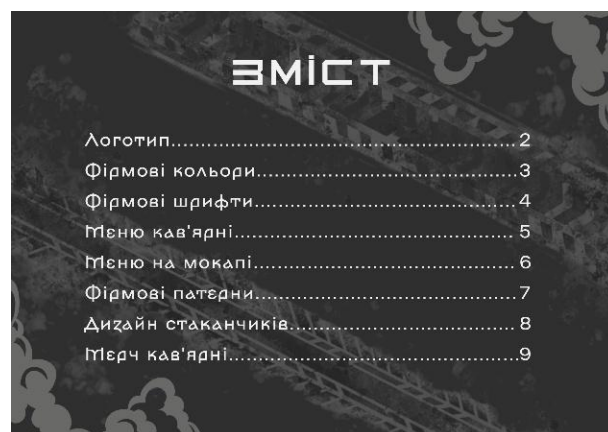 ЗМІСТ
Логотип................................................... 2
Фірмові кольори.......................................3
Фірмові шрифти....................................... 4
Меню кав'ярні.......................................... 5
Меню на мокапі........................................ 6
Фірмові патерни.......................................7
Дизайн стаканчиків.................................. 8
Мерч кав'ярні...........................................9